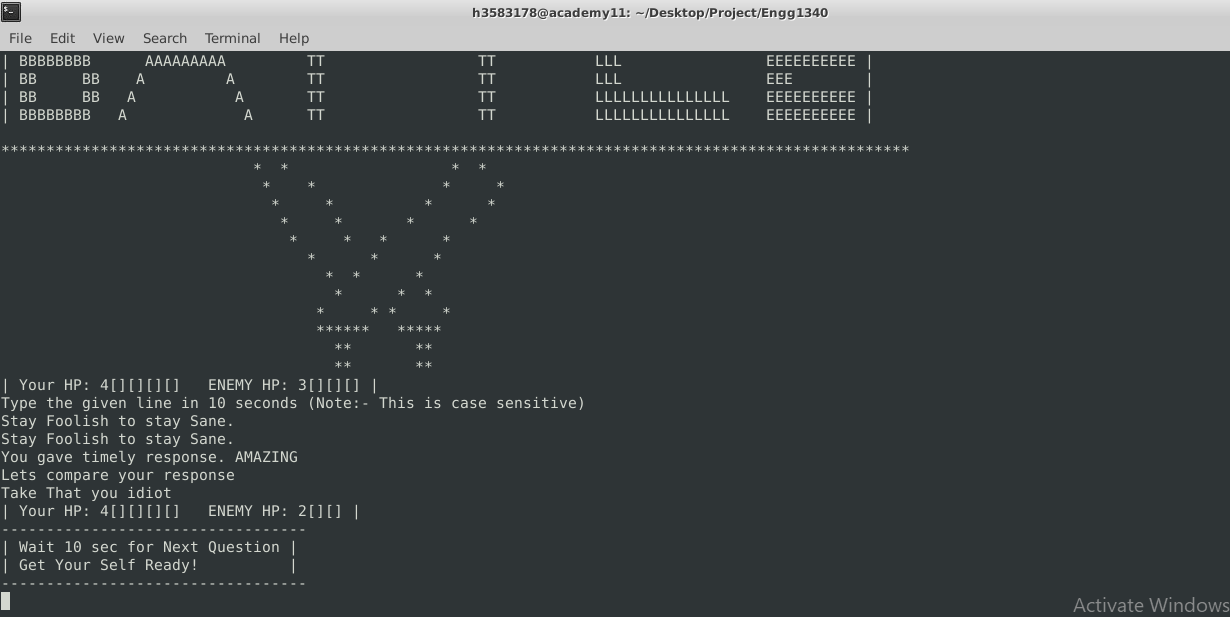 h3583178@academy11: ~/Desktop/Project/Engg1340
File Edit View Search Terminal Help
| BBBBBBBB      AAAAAAAAA         TT                 TT           LLL                EEEEEEEEEE |
| BB     BB    A         A        TT                 TT           LLL                EEE        |
| BB     BB   A           A       TT                 TT           LLLLLLLLLLLLLLL    EEEEEEEEEE |
| BBBBBBBB   A             A      TT                 TT           LLLLLLLLLLLLLLL    EEEEEEEEEE |
*****************************************************************************************************
                            *  *                  *  *
                             *    *              *     *
                              *     *          *      *
                               *     *       *      *
                                *     *   *      *
                                  *      *      *
                                    *  *      *
                                     *      *  *
                                   *     * *     *
                                   ******   *****
                                     **       **
                                     **       **
| Your HP: 4[][][][]   ENEMY HP: 3[][][] |
Type the given line in 10 seconds (Note:- This is case sensitive)
Stay Foolish to stay Sane.
Stay Foolish to stay Sane.
You gave timely response. AMAZING
Lets compare your response
Take That you idiot
| Your HP: 4[][][][]   ENEMY HP: 2[][] |
----------------------------------
| Wait 10 sec for Next Question |
| Get Your Self Ready!          |
----------------------------------
Activate Windows